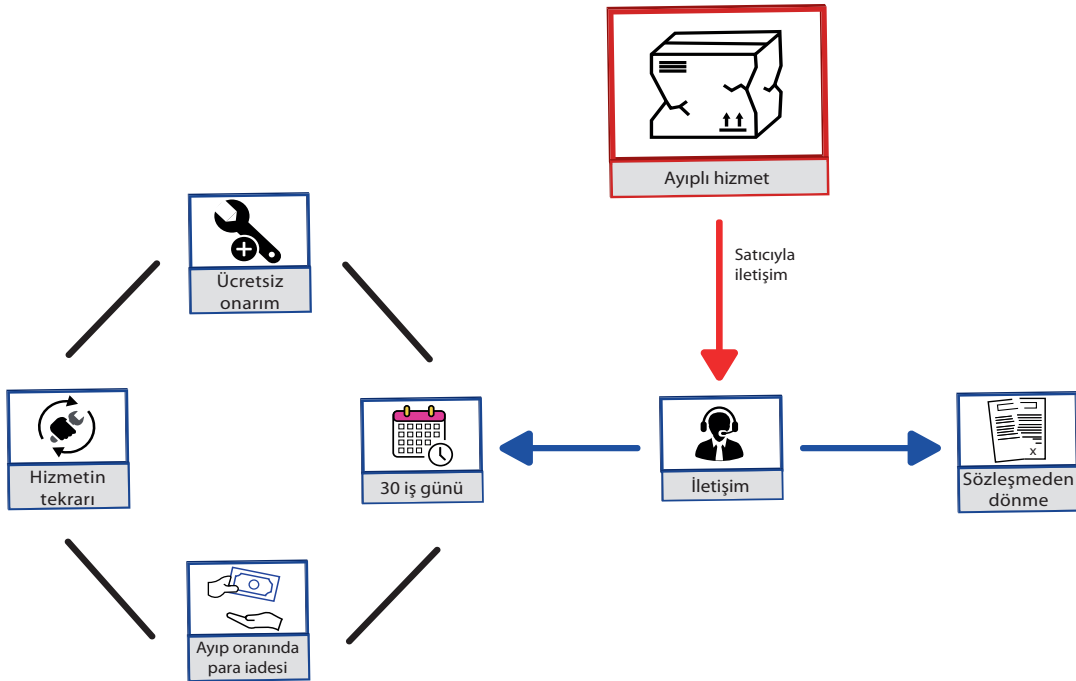 Ayıplı hizmet
Satıcıyla
iletişim
Ücretsiz
onarım
Hizmetin
tekrarı
30 iş günü
İletişim
x
Sözleşmeden
dönme
Ayıp oranında
para iadesi